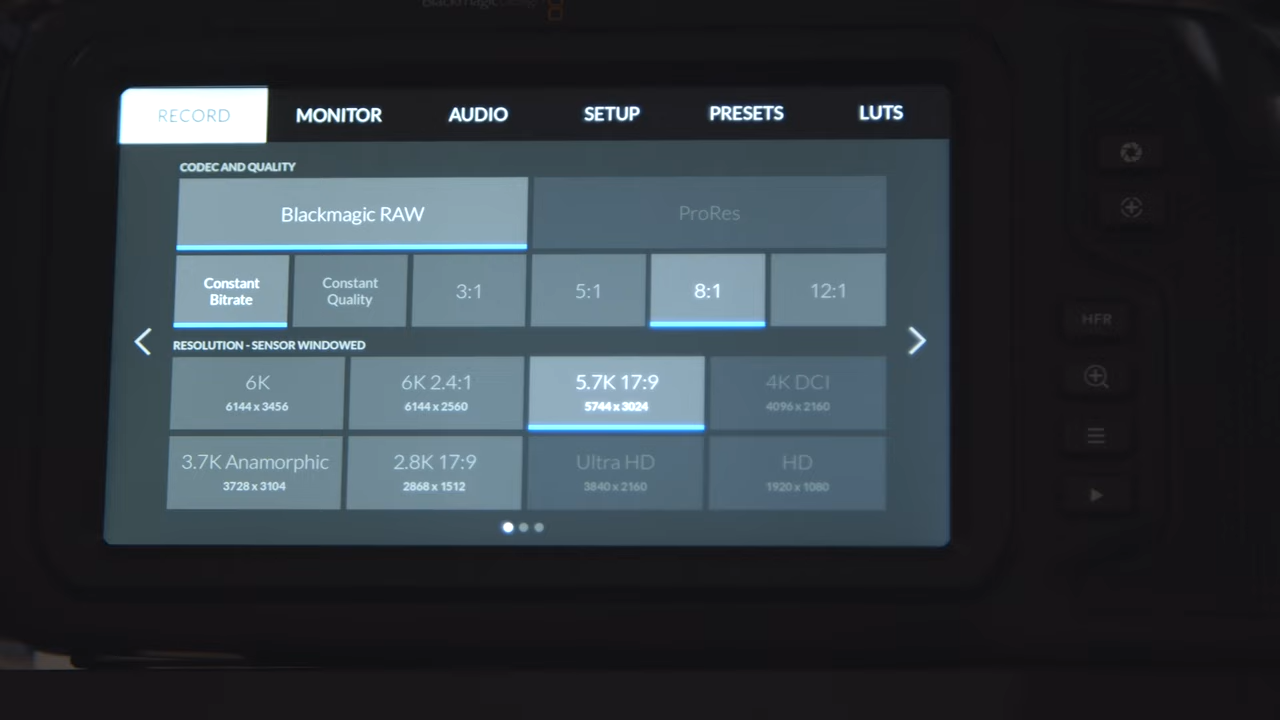 Blackmagic
RECORD MONITOR AUDIO SETUP PRESETS LUTS
CODEC AND QUALITY
Blackmagic RAW ProRes
Constant Bitrate Constant Quality 3:1 5:1 8:1 12:1
RESOLUTION - SENSOR WINDOWED
6K 6K 2.4:1 5.7K 17:9 4K DCI
6144 x 3456 6144 x 2560 5744 x 3024 4096 x 2160
3.7K Anamorphic 2.8K 17:9 Ultra HD HD
3728 x 3104 2868 x 1512 3840 x 2160 1920 x 1080
HFR